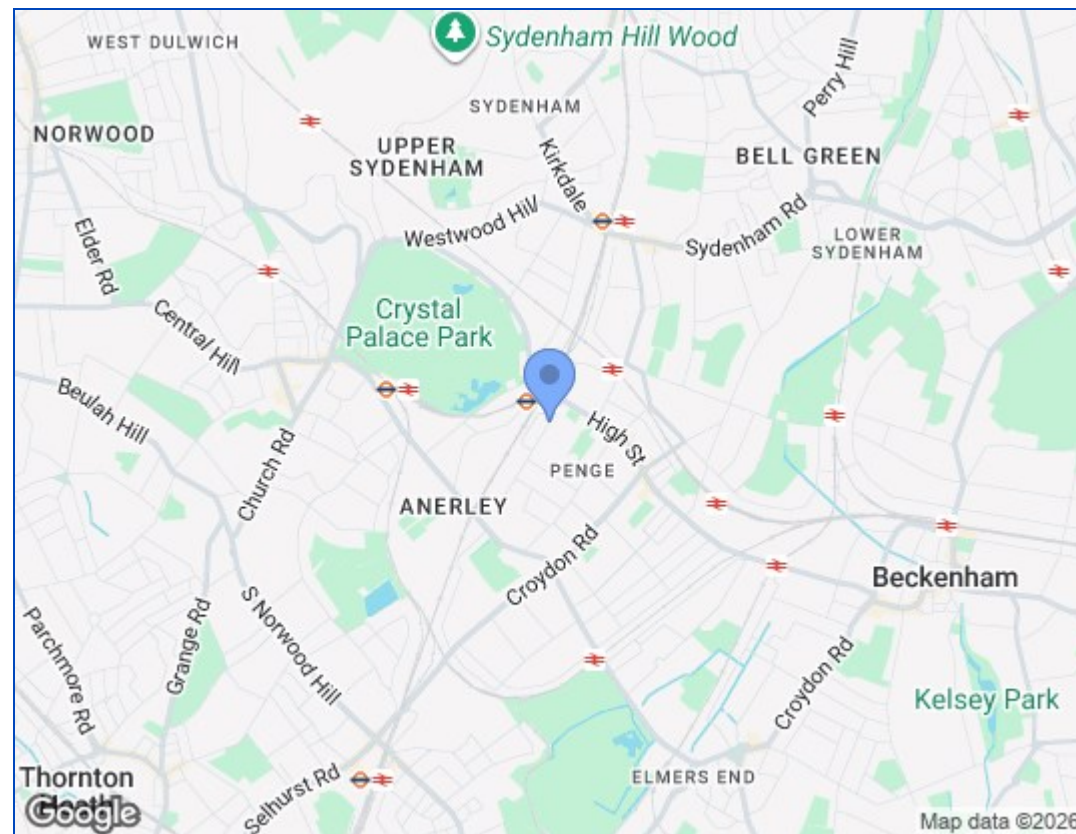 WEST DULWICH
Sydenham Hill Wood
Perry Hill
SYDENHAM
NORWOOD
UPPER
SYDENHAM
Kirkdale
BELL GREEN
Elder Rd
Westwood Hill
Sydenham Rd
LOWER
SYDENHAM
Central Hill
Crystal
Palace Park
Beulah Hill
Church Rd
High St
PENGE
ANERLEY
Croydon Rd
Beckenham
S Norwood Hill
Grange Rd
Parchmore Rd
Croydon Rd
Kelsey Park
Thornton
Heath
Selhurst Rd
ELMERS END
Google
Map data ©2026